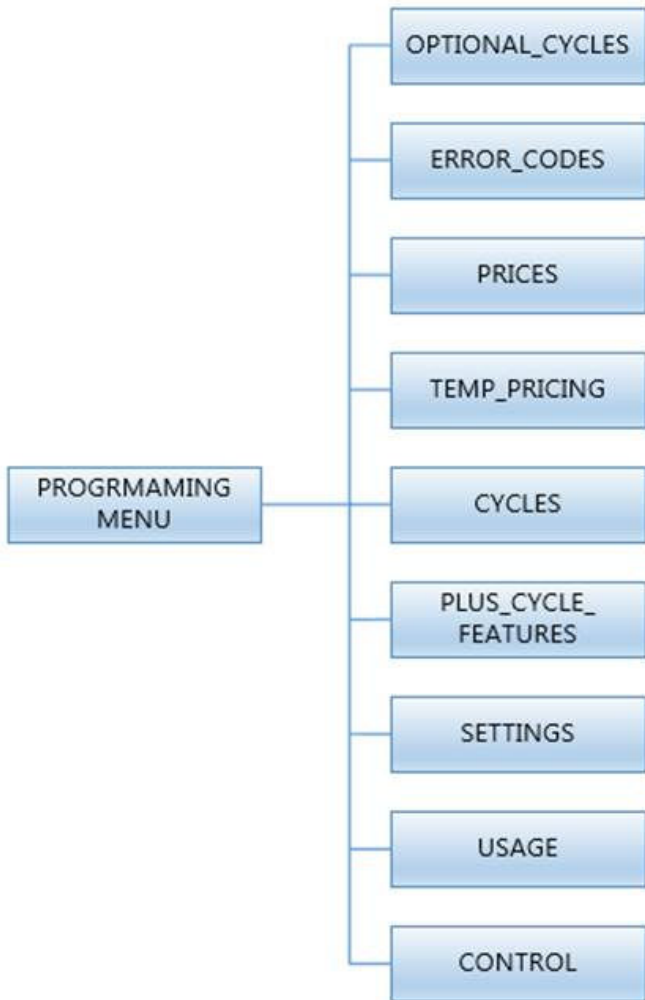 OPTIONAL_CYCLES
ERROR_CODES
PRICES
TEMP_PRICING
PROGRMAMING
MENU
CYCLES
PLUS_CYCLE_
FEATURES
SETTINGS
USAGE
CONTROL